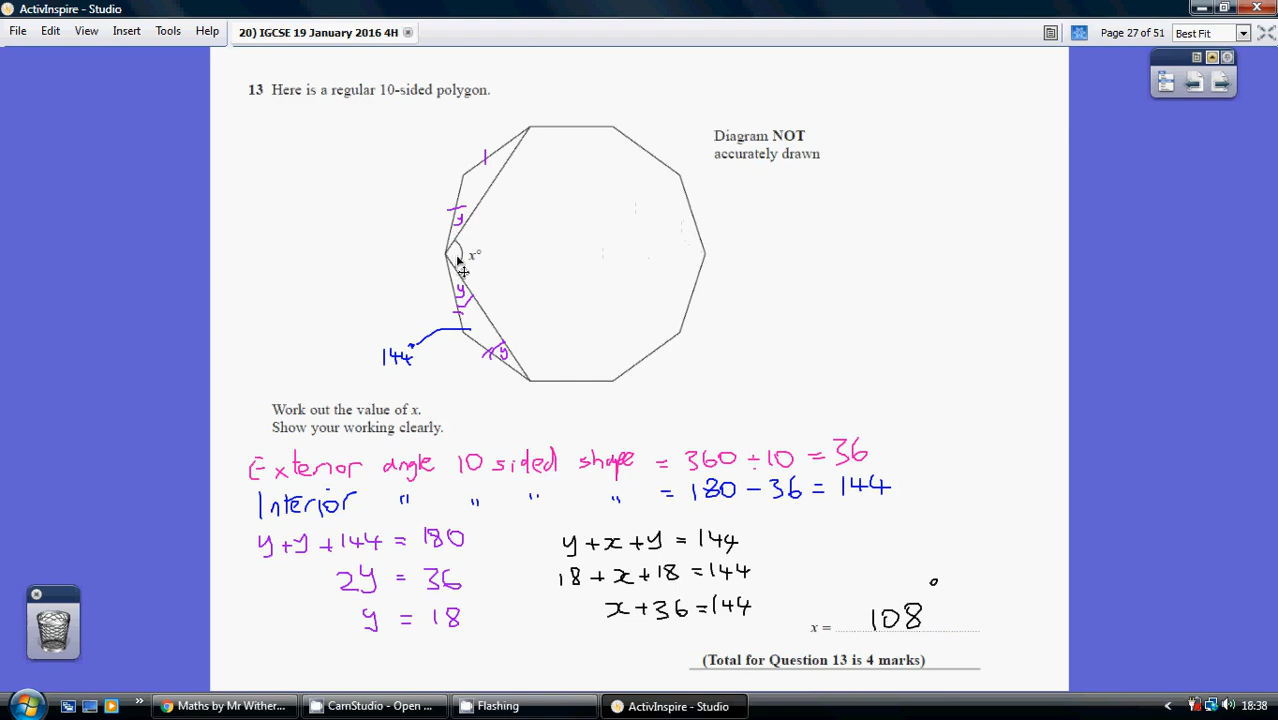 ActivInspire - Studio
File Edit View Insert Tools Help
20) IGCSE 19 January 2016 4H
Page 27 of 51
Best Fit
13 Here is a regular 10-sided polygon.
Diagram NOT
accurately drawn
y
x°
y
y
144°
Work out the value of x.
Show your working clearly.
Exterior angle 10 sided shape = 360 ÷ 10 = 36
Interior " " " " = 180 - 36 = 144
y + y + 144 = 180
2y = 36
y = 18
y + x + y = 144
18 + x + 18 = 144
x + 36 = 144
x = 108°
(Total for Question 13 is 4 marks)
Maths by Mr Wither...
CamStudio - Open ...
Flashing
ActivInspire - Studio
18:38